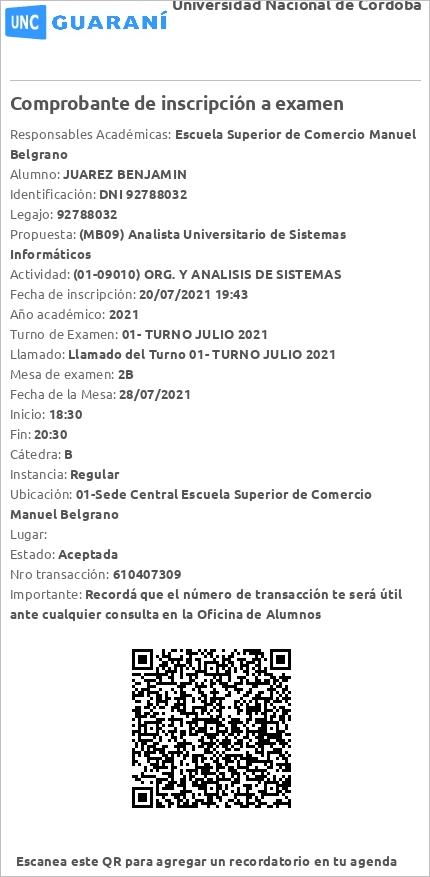 Universidad Nacional de Córdoba
UNC GUARANÍ
Comprobante de inscripción a examen
Responsables Académicas: Escuela Superior de Comercio Manuel
Belgrano
Alumno: JUAREZ BENJAMIN
Identificación: DNI 92788032
Legajo: 92788032
Propuesta: (MB09) Analista Universitario de Sistemas
Informáticos
Actividad: (01-09010) ORG. Y ANALISIS DE SISTEMAS
Fecha de inscripción: 20/07/2021 19:43
Año académico: 2021
Turno de Examen: 01- TURNO JULIO 2021
Llamado: Llamado del Turno 01- TURNO JULIO 2021
Mesa de examen: 2B
Fecha de la Mesa: 28/07/2021
Inicio: 18:30
Fin: 20:30
Cátedra: B
Instancia: Regular
Ubicación: 01-Sede Central Escuela Superior de Comercio
Manuel Belgrano
Lugar:
Estado: Aceptada
Nro transacción: 610407309
Importante: Recordá que el número de transacción te será útil
ante cualquier consulta en la Oficina de Alumnos
Escanea este QR para agregar un recordatorio en tu agenda